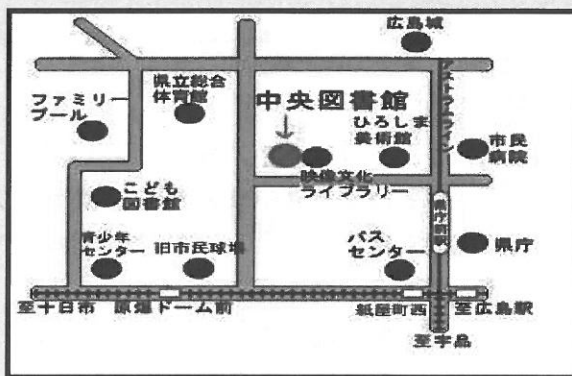 広島城
県立総合
体育館
ファミリー
プール
中央図書館
ひろしま
美術館
アストラムライン
市民
病院
映像文化
ライブラリー
こども
図書館
県庁前駅
青少年
センター
旧市民球場
バス
センター
県庁
至十日市
原爆ドーム前
紙屋町西
至広島駅
至宇品